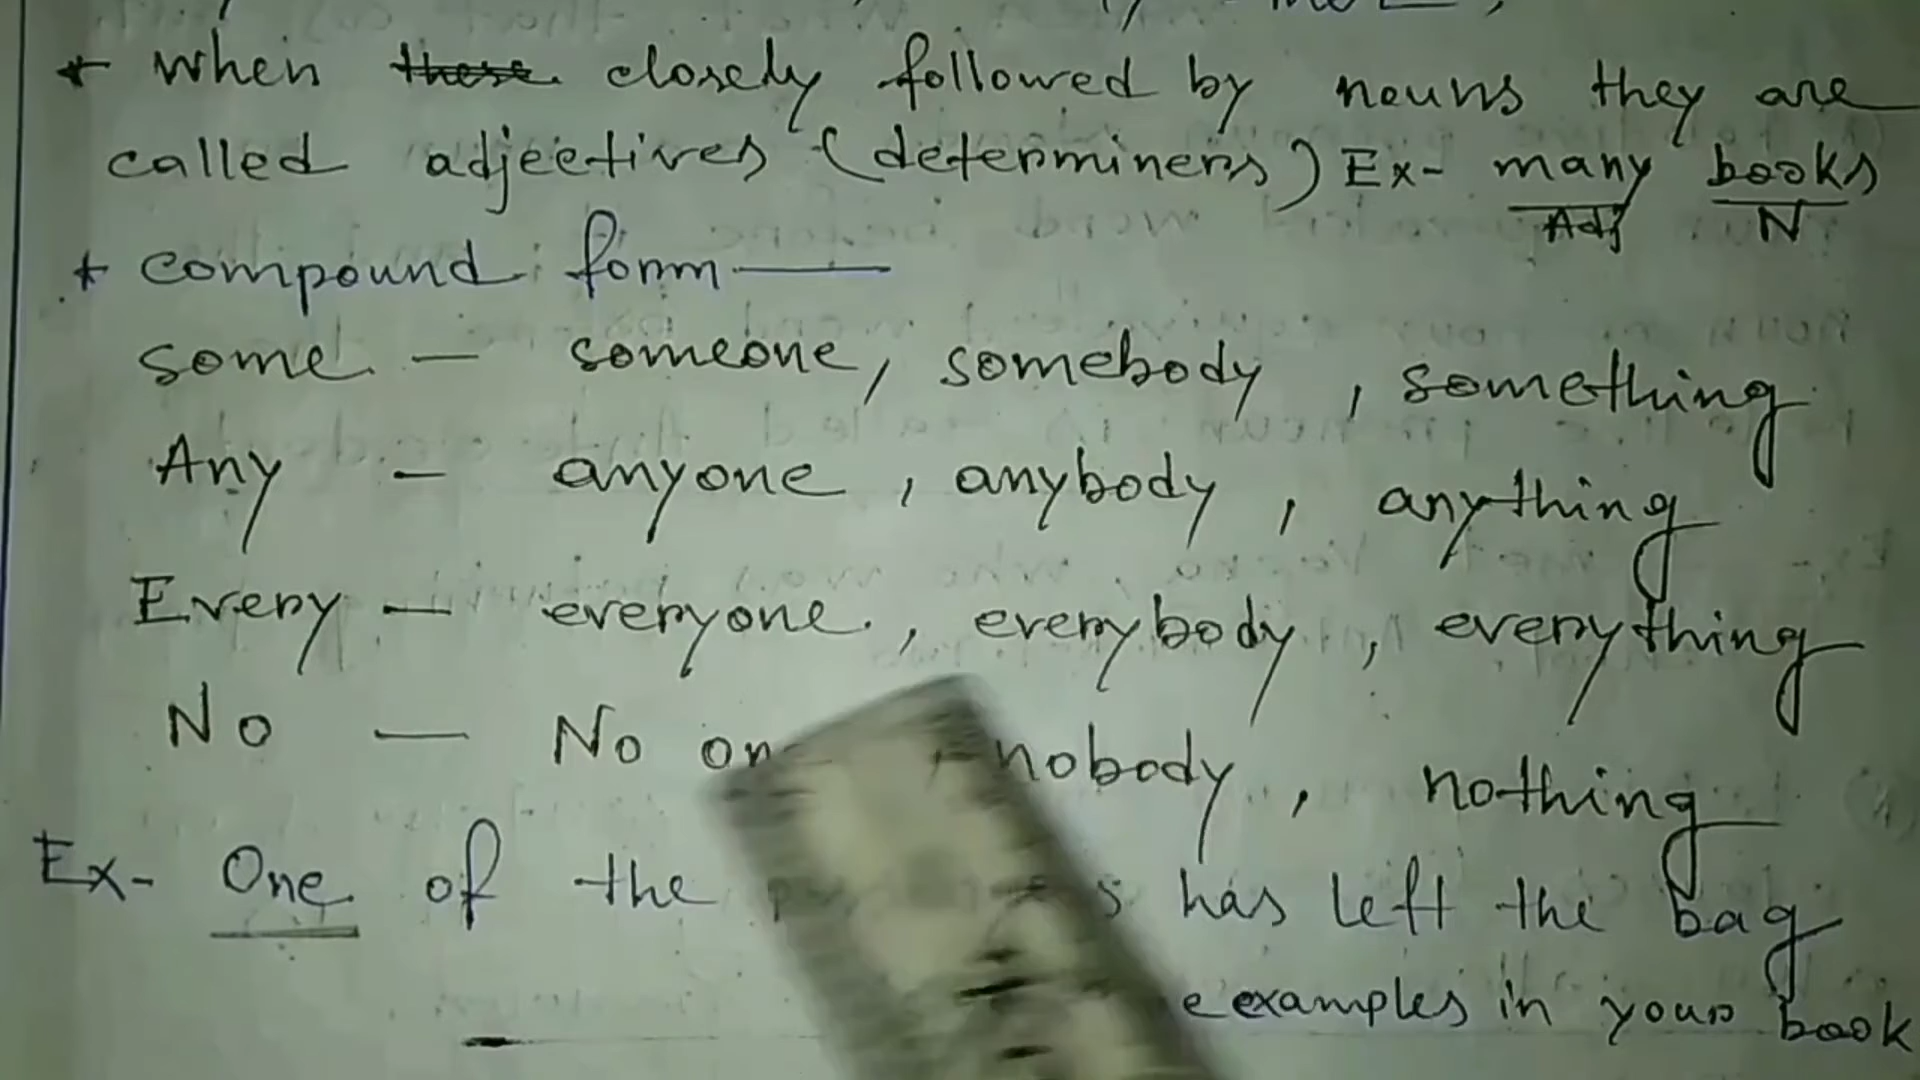 * when closely followed by nouns they are
called adjectives (determiners) Ex- many books
Adj N
* compound form —
some — someone, somebody, something
Any — anyone, anybody, anything
Every — everyone, everybody, everything
No — No nobody, nothing
Ex- One of the has left the bag
examples in your book